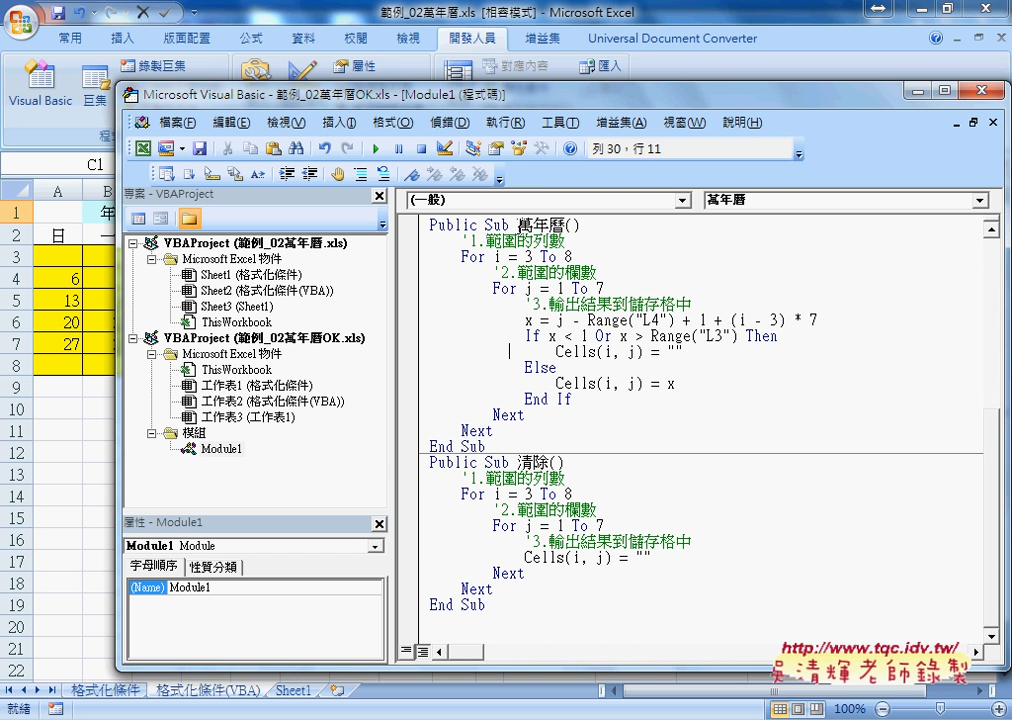 範例_02萬年曆.xls [相容模式] - Microsoft Excel
常用 插入 版面配置 公式 資料 校閱 檢視 開發人員 增益集 Universal Document Converter
錄製巨集 屬性 對應內容 匯入
Visual Basic 巨集
Microsoft Visual Basic - 範例_02萬年曆OK.xls - [Module1 (程式碼)]
檔案(F) 編輯(E) 檢視(V) 插入(I) 格式(O) 偵錯(D) 執行(R) 工具(T) 增益集(A) 視窗(W) 說明(H)
列 30，行 11
C1
專案 - VBAProject
(一般) 萬年曆
A B
1 年
2 日 一
3
4 6
5 13
6 20
7 27
8
9
10
11
12
13
14
15
16
17
18
19
20
21
22
VBAProject (範例_02萬年曆.xls)
Microsoft Excel 物件
Sheet1 (格式化條件)
Sheet2 (格式化條件(VBA))
Sheet3 (Sheet1)
ThisWorkbook
VBAProject (範例_02萬年曆OK.xls)
Microsoft Excel 物件
ThisWorkbook
工作表1 (格式化條件)
工作表2 (格式化條件(VBA))
工作表3 (工作表1)
模組
Module1
屬性 - Module1
Module1 Module
字母順序 性質分類
(Name) Module1
Public Sub 萬年曆()
'1.範圍的列數
For i = 3 To 8
'2.範圍的欄數
For j = 1 To 7
'3.輸出結果到儲存格中
x = j - Range("L4") + 1 + (i - 3) * 7
If x < 1 Or x > Range("L3") Then
Cells(i, j) = ""
Else
Cells(i, j) = x
End If
Next
Next
End Sub
Public Sub 清除()
'1.範圍的列數
For i = 3 To 8
'2.範圍的欄數
For j = 1 To 7
'3.輸出結果到儲存格中
Cells(i, j) = ""
Next
Next
End Sub
http://www.tqc.idv.tw/
吳清輝老師錄製
格式化條件 格式化條件(VBA) Sheet1
就緒 100%